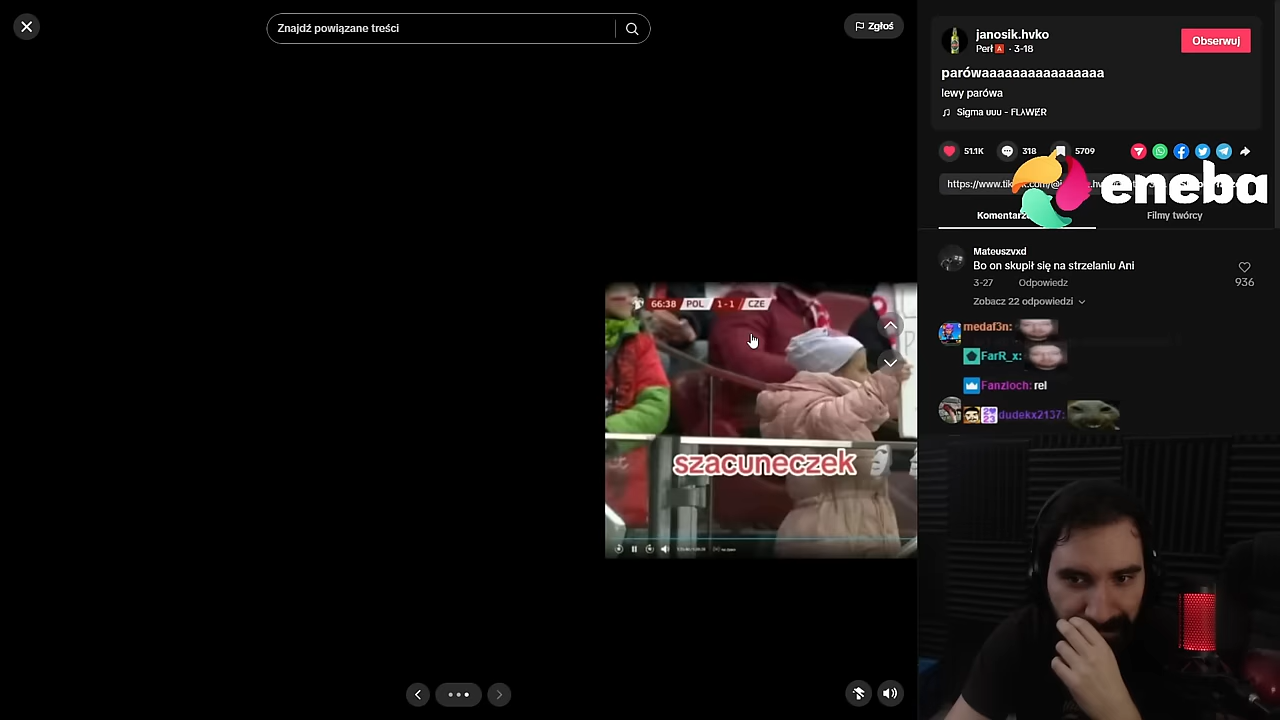 Znajdź powiązane treści
Zgłoś
janosik.hvko
Perł · 3-18
Obserwuj
parówaaaaaaaaaaaaaaaa
lewy parówa
Sigma uuu - FLAWER
51.1K
318
5709
https://www.tik
eneba
Komentarz
Filmy twórcy
Mateuszvxd
Bo on skupił się na strzelaniu Ani
3-27 Odpowiedz
936
Zobacz 22 odpowiedzi
medaf3n:
FarR_x:
Fanzloch: rel
dudekx2137:
66:38 POL 1-1 CZE
szacuneczek